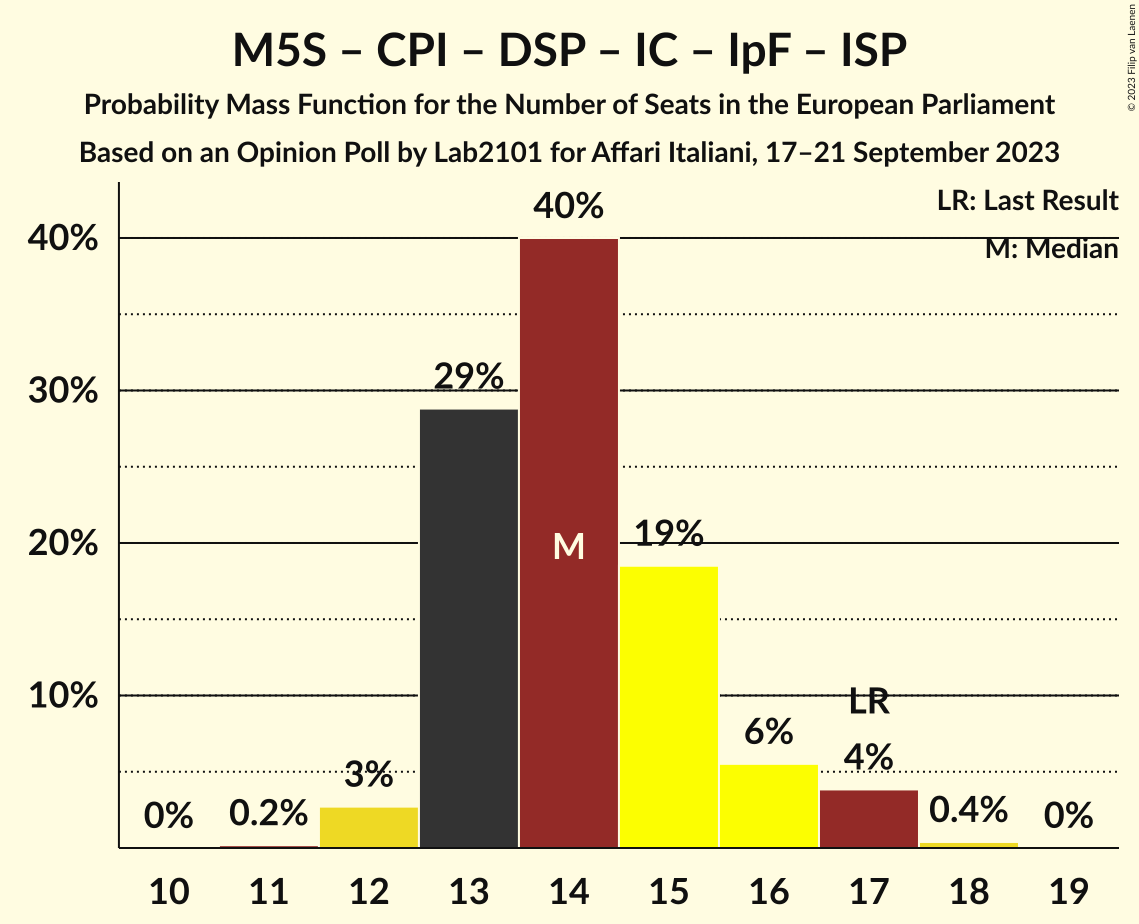 M5S – CPI – DSP – IC – IpF – ISP
Probability Mass Function for the Number of Seats in the European Parliament
Based on an Opinion Poll by Lab2101 for Affari Italiani, 17–21 September 2023
© 2023 Filip van Laenen
LR: Last Result
M: Median
40%
30%
20%
10%
0%
0.2%
3%
29%
40%
M
19%
6%
LR
4%
0.4%
0%
10 11 12 13 14 15 16 17 18 19